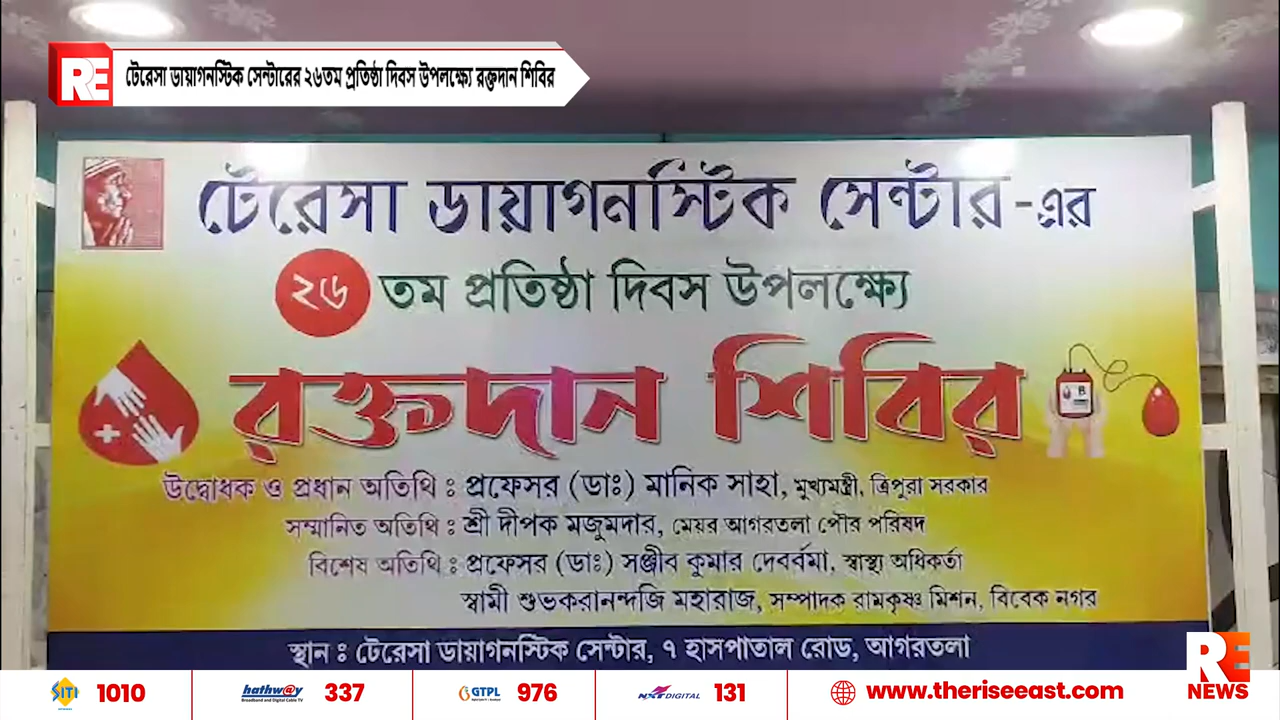 RE টেরেসা ডায়াগনস্টিক সেন্টারের ২৬তম প্রতিষ্ঠা দিবস উপলক্ষ্যে রক্তদান শিবির
টেরেসা ডায়াগনস্টিক সেন্টার-এর
২৬ তম প্রতিষ্ঠা দিবস উপলক্ষ্যে
রক্তদান শিবির
উদ্বোধক ও প্রধান অতিথি : প্রফেসর (ডাঃ) মানিক সাহা, মুখ্যমন্ত্রী, ত্রিপুরা সরকার
সম্মানিত অতিথি : শ্রী দীপক মজুমদার, মেয়র আগরতলা পৌর পরিষদ
বিশেষ অতিথি : প্রফেসর (ডাঃ) সঞ্জীব কুমার দেবর্বমা, স্বাস্থ্য অধিকর্তা
স্বামী শুভকরানন্দজি মহারাজ, সম্পাদক রামকৃষ্ণ মিশন, বিবেক নগর
স্থান : টেরেসা ডায়াগনস্টিক সেন্টার, ৭ হাসপাতাল রোড, আগরতলা
SITI 1010 hathway 337 GTPL 976 NXT DIGITAL 131 www.theriseeast.com
RE NEWS